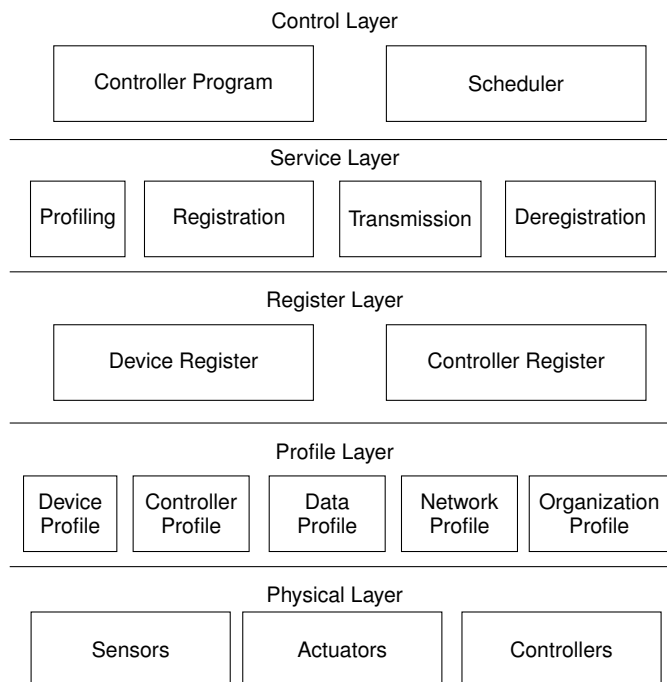 Control Layer
Controller Program
Scheduler
Service Layer
Profiling
Registration
Transmission
Deregistration
Register Layer
Device Register
Controller Register
Profile Layer
Device
Profile
Controller
Profile
Data
Profile
Network
Profile
Organization
Profile
Physical Layer
Sensors
Actuators
Controllers